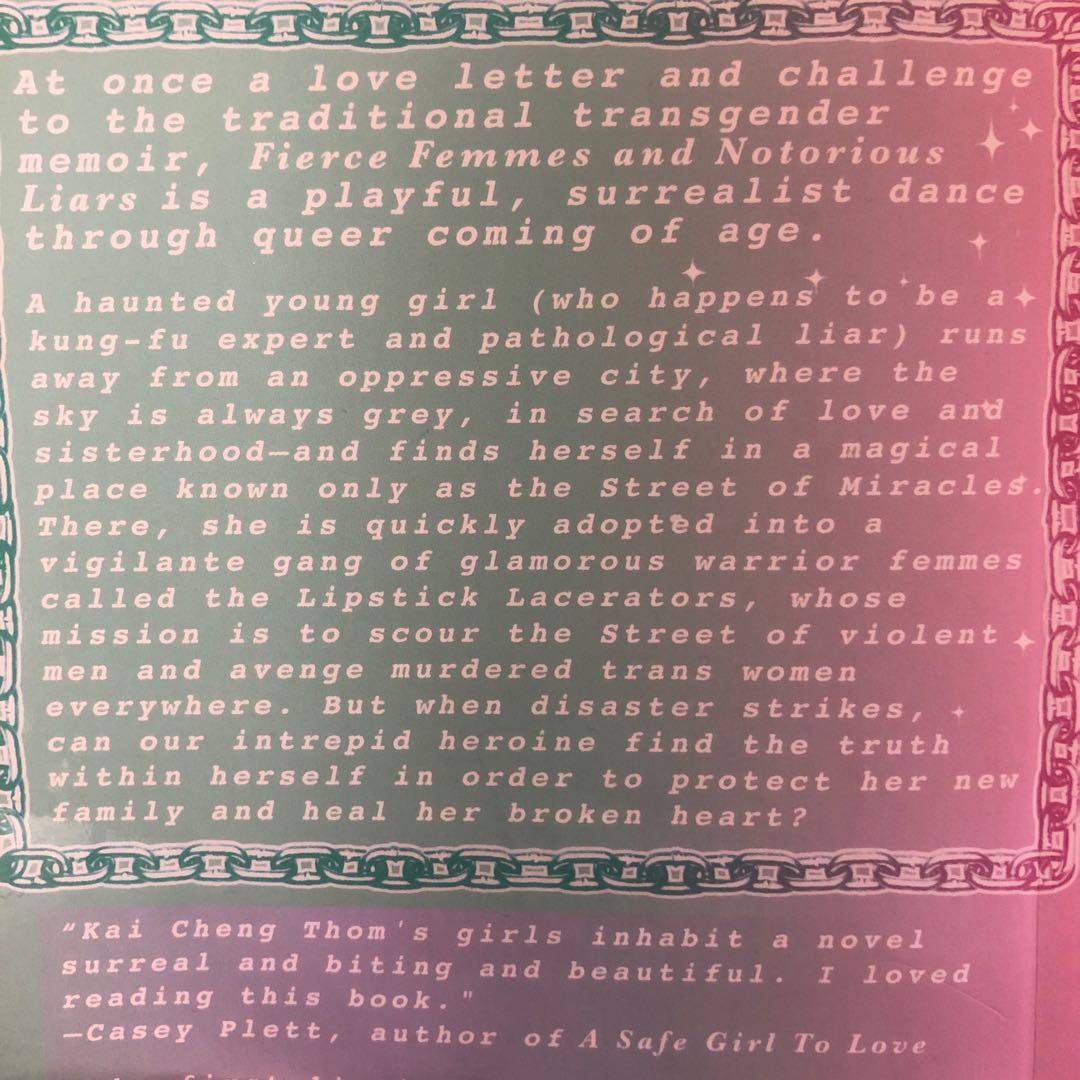 At once a love letter and challenge
to the traditional transgender
memoir, Fierce Femmes and Notorious
Liars is a playful, surrealist dance
through queer coming of age.
A haunted young girl (who happens to be a
kung-fu expert and pathological liar) runs
away from an oppressive city, where the
sky is always grey, in search of love and
sisterhood—and finds herself in a magical
place known only as the Street of Miracles.
There, she is quickly adopted into a
vigilante gang of glamorous warrior femmes
called the Lipstick Lacerators, whose
mission is to scour the Street of violent
men and avenge murdered trans women
everywhere. But when disaster strikes,
can our intrepid heroine find the truth
within herself in order to protect her new
family and heal her broken heart?
"Kai Cheng Thom's girls inhabit a novel
surreal and biting and beautiful. I loved
reading this book."
—Casey Plett, author of A Safe Girl To Love